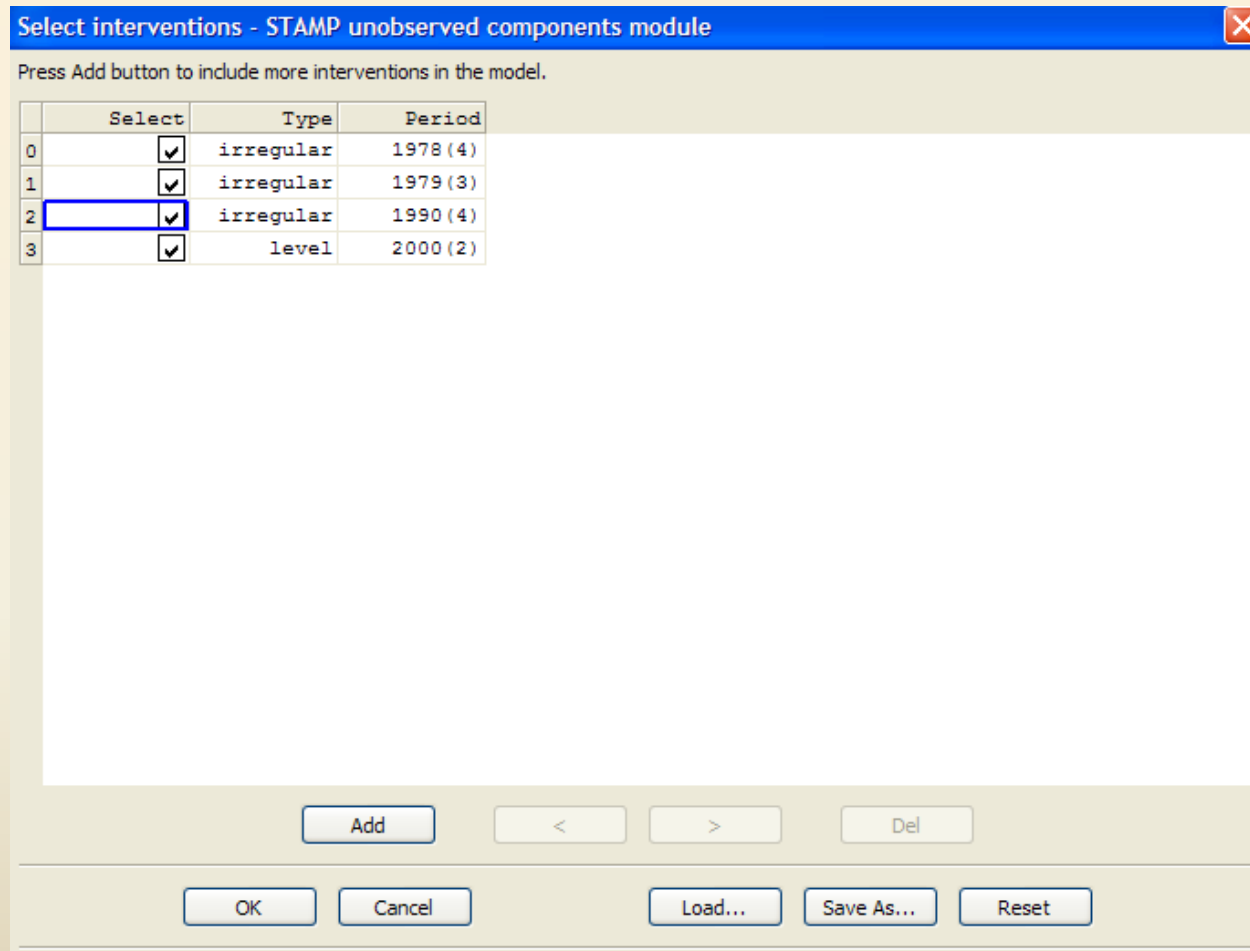 Select interventions - STAMP unobserved components module
Press Add button to include more interventions in the model.
Select Type Period
0 irregular 1978(4)
1 irregular 1979(3)
2 irregular 1990(4)
3 level 2000(2)
Add < > Del
OK Cancel Load... Save As... Reset